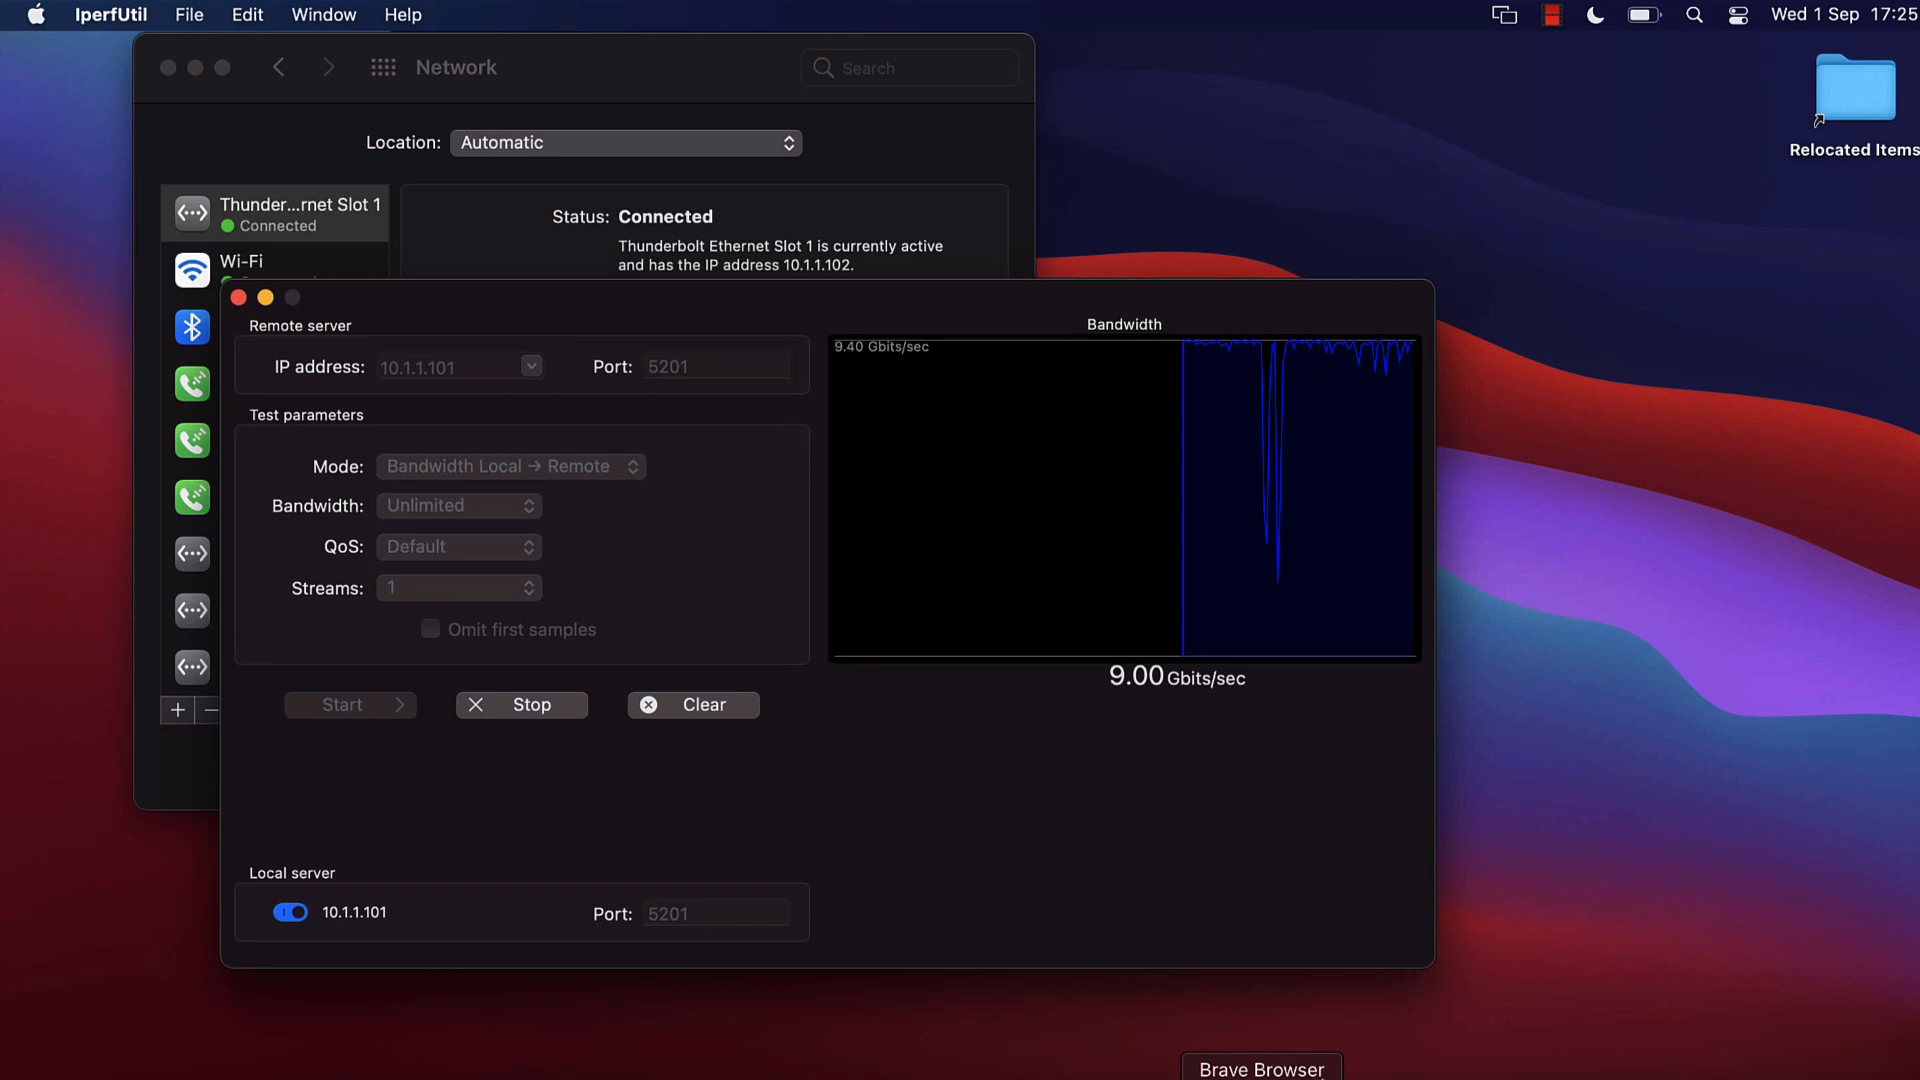 IperfUtil File Edit Window Help Wed 1 Sep 17:25
Network
Search
Relocated Items
Location: Automatic
Thunder...rnet Slot 1
Connected
Status: Connected
Thunderbolt Ethernet Slot 1 is currently active
and has the IP address 10.1.1.102.
Wi-Fi
Remote server
IP address: 10.1.1.101 Port: 5201
Test parameters
Mode: Bandwidth Local → Remote
Bandwidth: Unlimited
QoS: Default
Streams: 1
Omit first samples
Start Stop Clear
Bandwidth
9.40 Gbits/sec
9.00 Gbits/sec
Local server
10.1.1.101 Port: 5201
Brave Browser